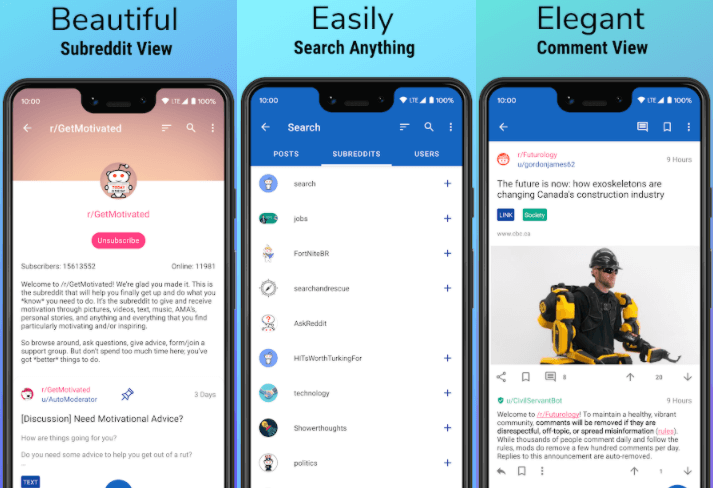 Beautiful
Subreddit View
10:00
LTE 100%
r/GetMotivated
r/GetMotivated
Unsubscribe
Subscribers: 15613552
Online: 11981
Welcome to /r/GetMotivated! We're glad you made it. This is
the subreddit that will help you finally get up and do what you
*know* you need to do. It's the subreddit to give and receive
motivation through pictures, videos, text, music, AMA's,
personal stories, and anything and everything that you find
particularly motivating and/or inspiring.
So browse around, ask questions, give advice, form/join a
support group. But don't spend too much time here; you've
got *better* things to do.
r/GetMotivated
u/AutoModerator
3 Days
[Discussion] Need Motivational Advice?
How are things going for you?
Do you need some advice to help you get out of a rut?
...
TEXT
Easily
Search Anything
10:00
LTE 100%
Search
POSTS
SUBREDDITS
USERS
search
jobs
FortNiteBR
searchandrescue
AskReddit
HITsWorthTurkingFor
technology
Showerthoughts
politics
Elegant
Comment View
10:00
LTE 100%
r/Futurology
u/gordonjames62
9 Hours
The future is now: how exoskeletons are
changing Canada's construction industry
LINK
Society
www.cbc.ca
8
29
u/CivilServantBot
9 Hours
Welcome to /r/Futurology! To maintain a healthy, vibrant
community, comments will be removed if they are
disrespectful, off-topic, or spread misinformation (rules).
While thousands of people comment daily and follow the
rules, mods do remove a few hundred comments per day.
Replies to this announcement are auto-removed.
1